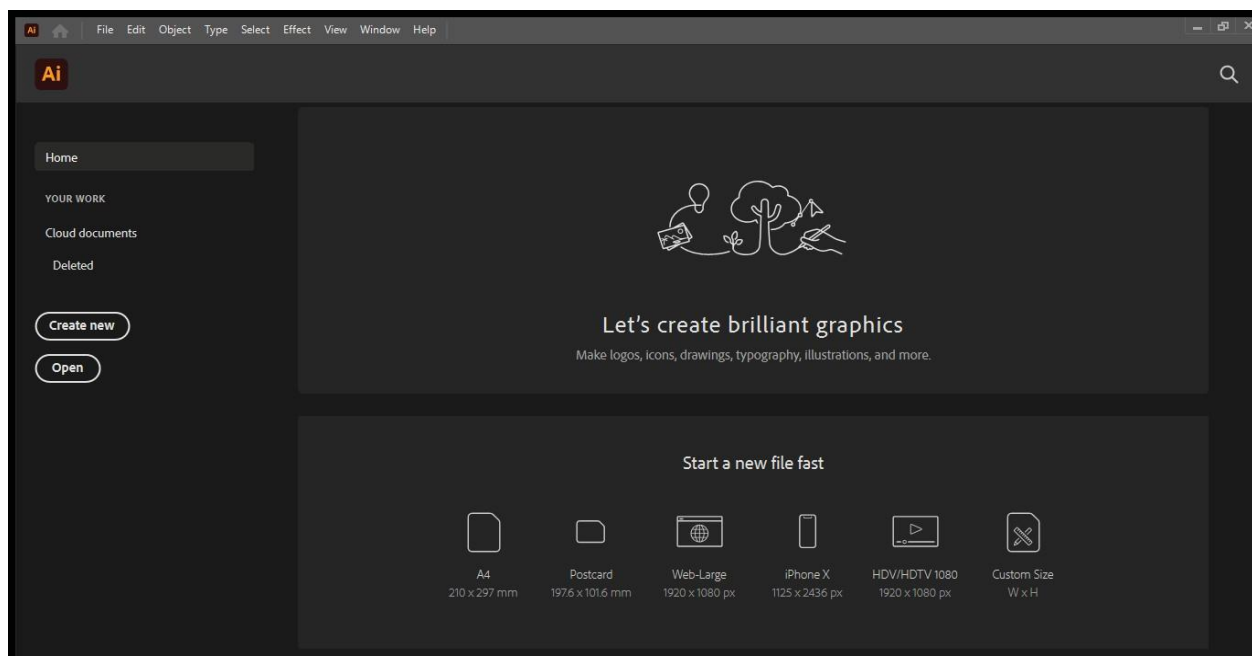 Ai File Edit Object Type Select Effect View Window Help
Ai
Home
YOUR WORK
Cloud documents
Deleted
Create new
Open
Let's create brilliant graphics
Make logos, icons, drawings, typography, illustrations, and more.
Start a new file fast
A4 Postcard Web-Large iPhone X HDV/HDTV 1080 Custom Size
210 x 297 mm 197.6 x 101.6 mm 1920 x 1080 px 1125 x 2436 px 1920 x 1080 px W x H